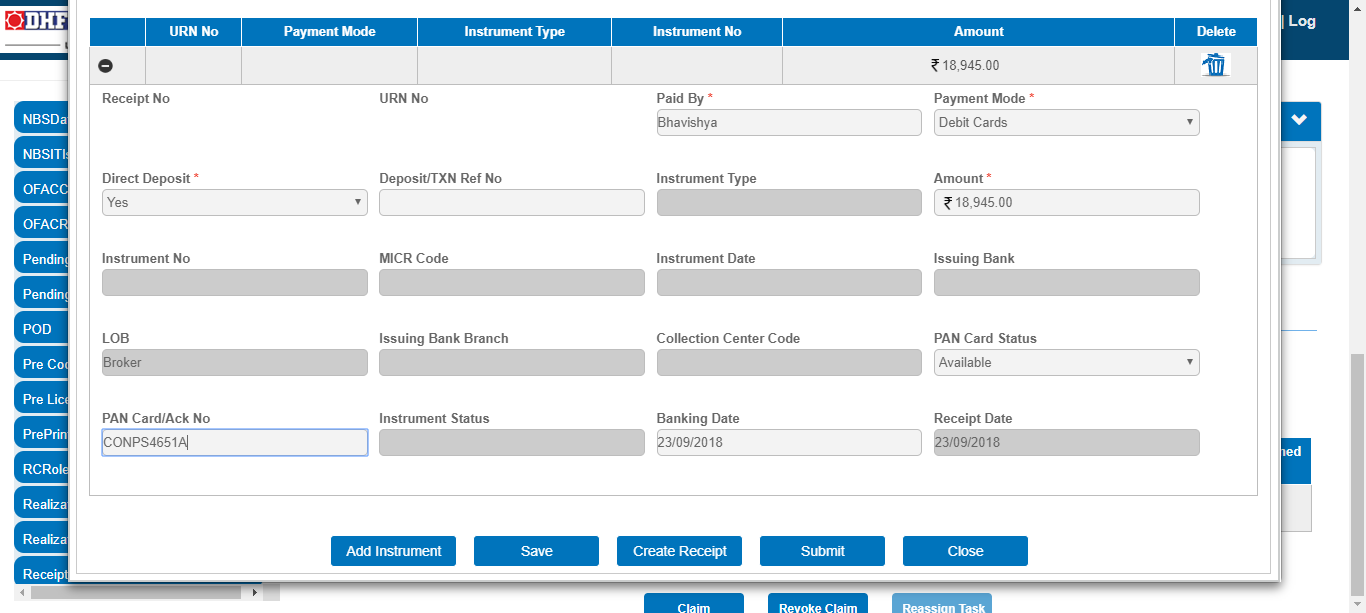 DHF
| Log
URN No Payment Mode Instrument Type Instrument No Amount Delete
₹ 18,945.00
Receipt No URN No Paid By * Payment Mode *
Bhavishya Debit Cards
Direct Deposit * Deposit/TXN Ref No Instrument Type Amount *
Yes ₹ 18,945.00
Instrument No MICR Code Instrument Date Issuing Bank
LOB Issuing Bank Branch Collection Center Code PAN Card Status
Broker Available
PAN Card/Ack No Instrument Status Banking Date Receipt Date
CONPS4651A 23/09/2018 23/09/2018
Add Instrument Save Create Receipt Submit Close
NBSDa
NBSITIs
OFACC
OFACR
Pending
Pending
POD
Pre Coo
Pre Lice
PrePrin
RCRole
Realiza
Realiza
Receipt
Claim Revoke Claim Reassign Task